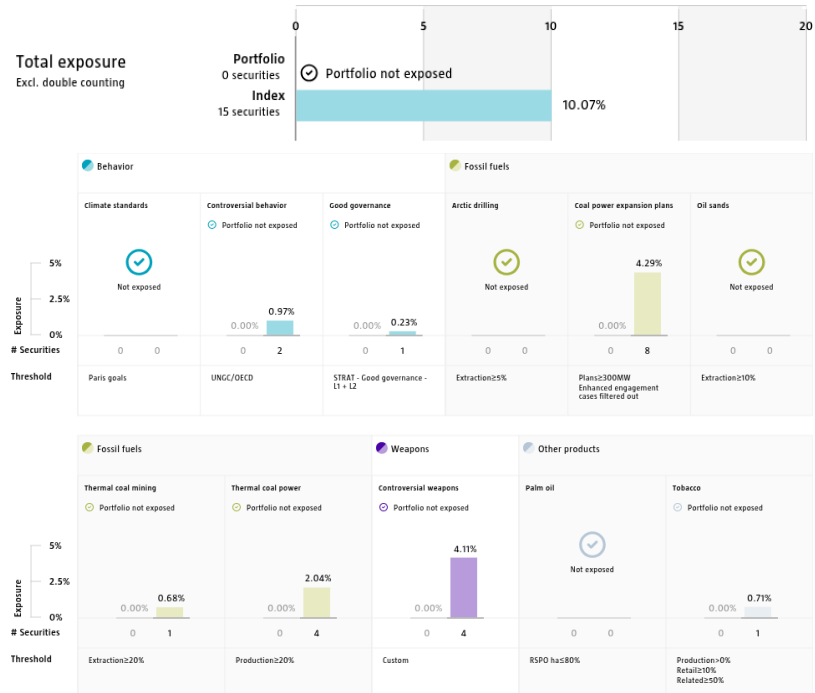 0 5 10 15 20
Total exposure
Excl. double counting
Portfolio
0 securities
Portfolio not exposed
Index
15 securities
10.07%
Behavior
Fossil fuels
Climate standards
Controversial behavior
Good governance
Arctic drilling
Coal power expansion plans
Oil sands
Portfolio not exposed
Portfolio not exposed
Portfolio not exposed
Not exposed
Not exposed
Not exposed
Exposure
5%
2.5%
0%
0.00% 0.97%
0.00% 0.23%
0.00% 4.29%
# Securities
0 0
0 2
0 1
0 0
0 8
0 0
Threshold
Paris goals
UNGC/OECD
STRAT - Good governance -
L1 + L2
Extraction≥5%
Plans≥300MW
Enhanced engagement
cases filtered out
Extraction≥10%
Fossil fuels
Weapons
Other products
Thermal coal mining
Thermal coal power
Controversial weapons
Palm oil
Tobacco
Portfolio not exposed
Portfolio not exposed
Portfolio not exposed
Portfolio not exposed
Not exposed
Exposure
5%
2.5%
0%
0.00% 0.68%
0.00% 2.04%
0.00% 4.11%
0.00% 0.71%
# Securities
0 1
0 4
0 4
0 0
0 1
Threshold
Extraction≥20%
Production≥20%
Custom
RSPO ha≤80%
Production>0%
Retail≥10%
Related≥50%